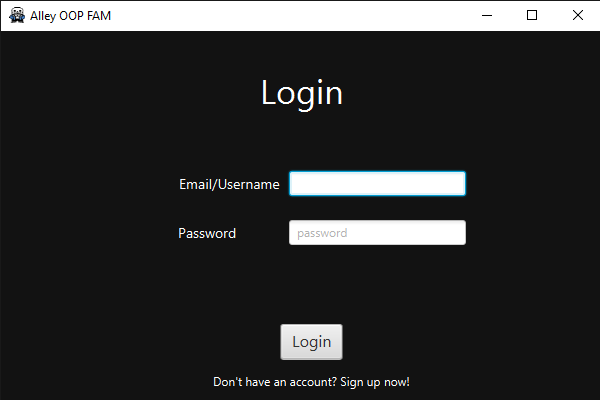 Alley OOP FAM
Login
Email/Username
Password
password
Login
Don't have an account? Sign up now!